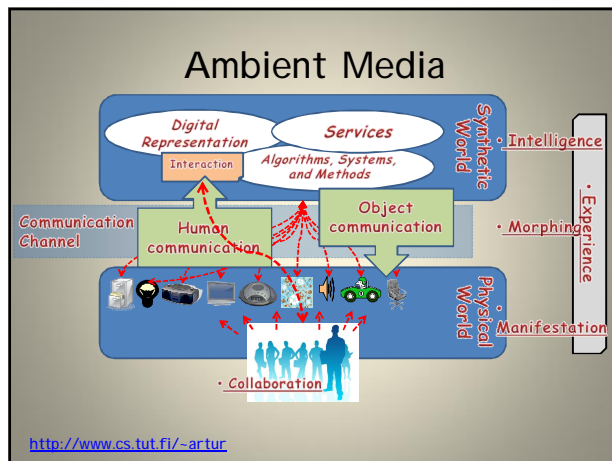 Ambient Media
Digital
Representation
Services
Interaction
Algorithms, Systems,
and Methods
Synthetic
World
• Intelligence
Communication
Channel
Human
communication
Object
communication
• Morphing
• Experience
Physical
World
• Manifestation
• Collaboration
http://www.cs.tut.fi/~artur